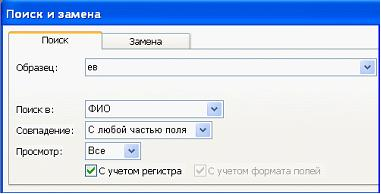 Поиск и замена
Поиск Замена
Образец: ев
Поиск в: ФИО
Совпадение: С любой частью поля
Просмотр: Все
С учетом регистра С учетом формата полей